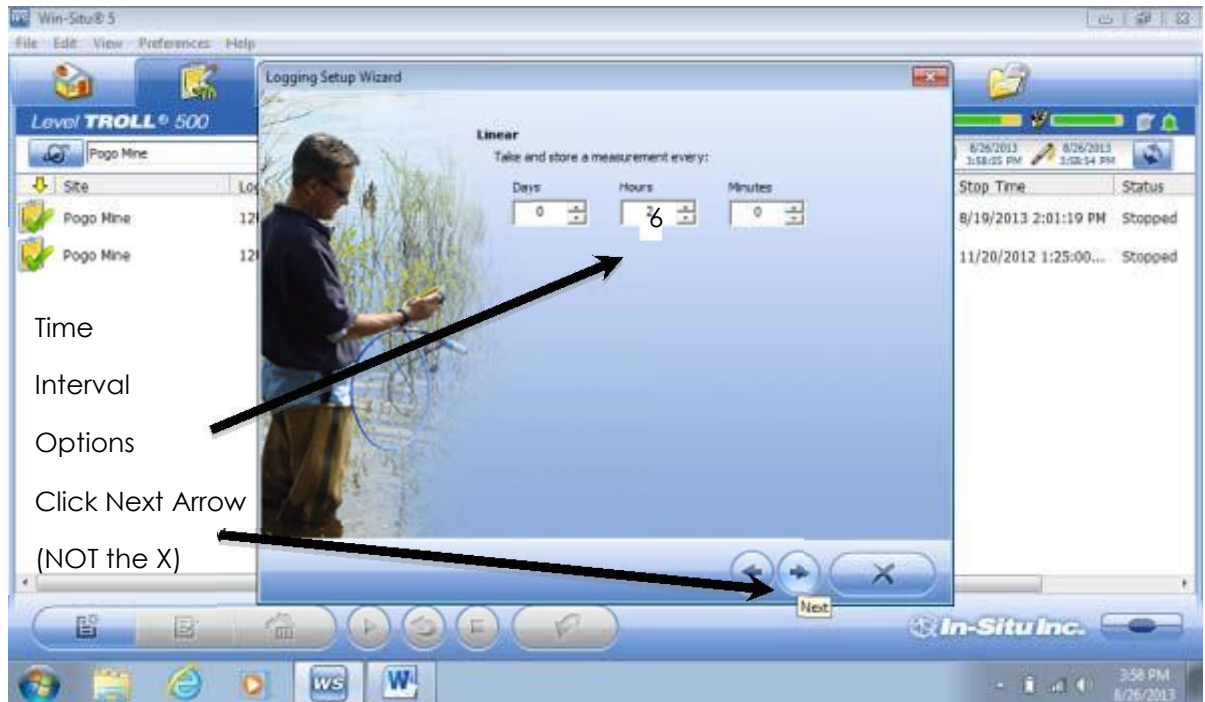 Win-Situ® 5
File Edit View Preferences Help
Logging Setup Wizard
Level TROLL® 500
Pogo Mine
8/26/2013 3:58:55 PM
8/26/2013 3:58:54 PM
Site
Stop Time
Status
Pogo Mine
8/19/2013 2:01:19 PM
Stopped
Pogo Mine
11/20/2012 1:25:00...
Stopped
Linear
Take and store a measurement every:
Days
Hours
Minutes
0
6
0
Time
Interval
Options
Click Next Arrow
(NOT the X)
Next
In-Situ Inc.
WS
W
3:58 PM
8/26/2013